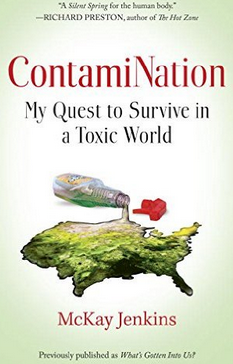 "A Silent Spring for the human body."
—RICHARD PRESTON, author of The Hot Zone
ContamiNation
My Quest to Survive in
a Toxic World
McKay Jenkins
Previously published as What's Gotten Into Us?